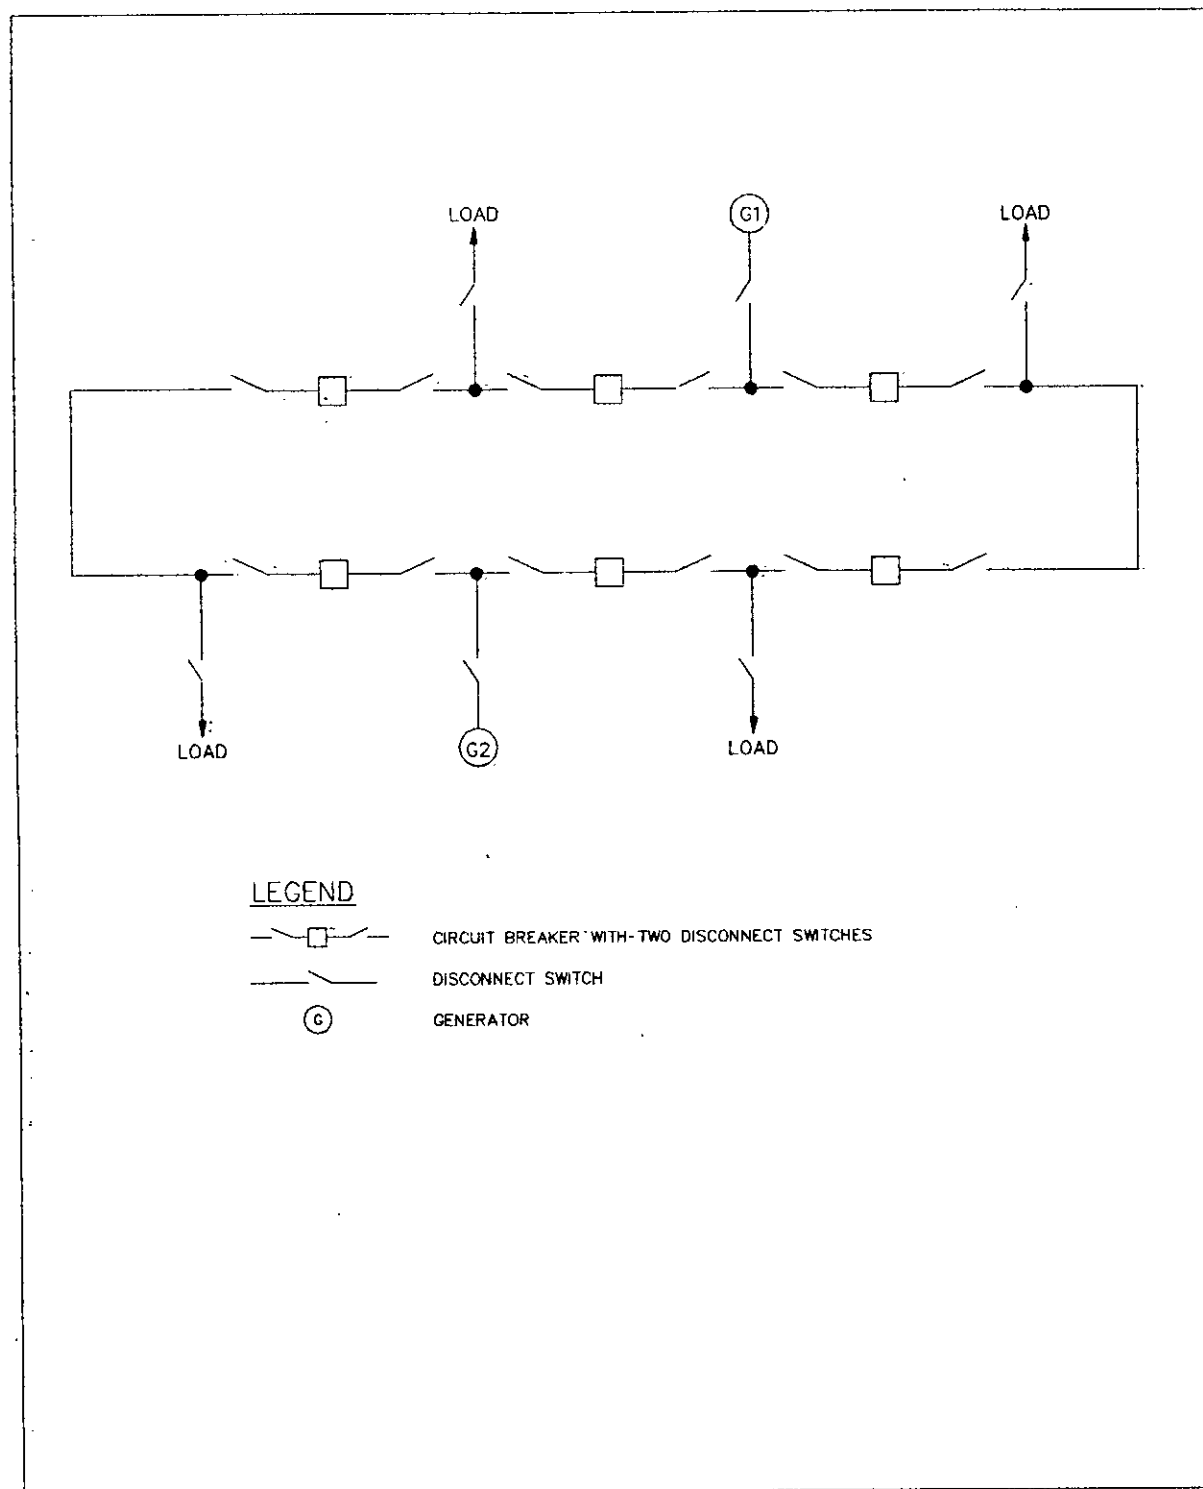 LOAD G1 LOAD
LOAD G2 LOAD
LEGEND
CIRCUIT BREAKER WITH-TWO DISCONNECT SWITCHES
DISCONNECT SWITCH
G GENERATOR